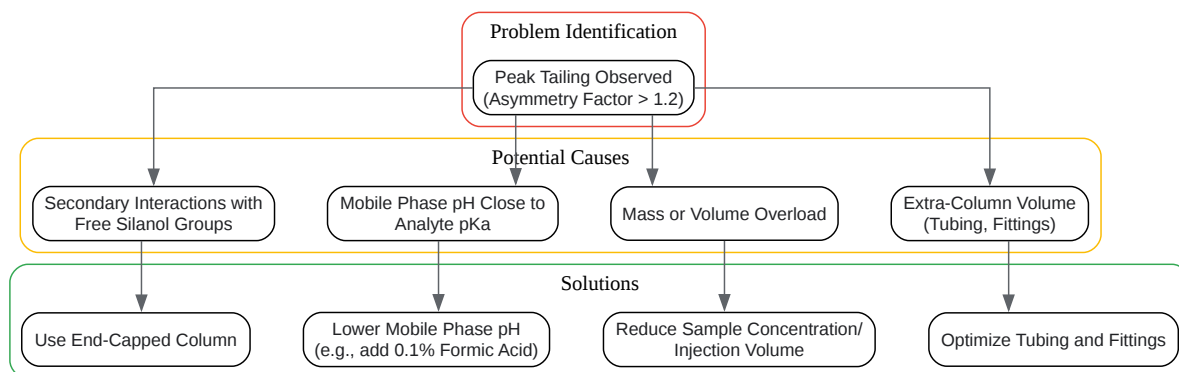 Problem Identification
Peak Tailing Observed
(Asymmetry Factor > 1.2)
Potential Causes
Secondary Interactions with
Free Silanol Groups
Mobile Phase pH Close to
Analyte pKa
Mass or Volume Overload
Extra-Column Volume
(Tubing, Fittings)
Solutions
Use End-Capped Column
Lower Mobile Phase pH
(e.g., add 0.1% Formic Acid)
Reduce Sample Concentration/
Injection Volume
Optimize Tubing and Fittings